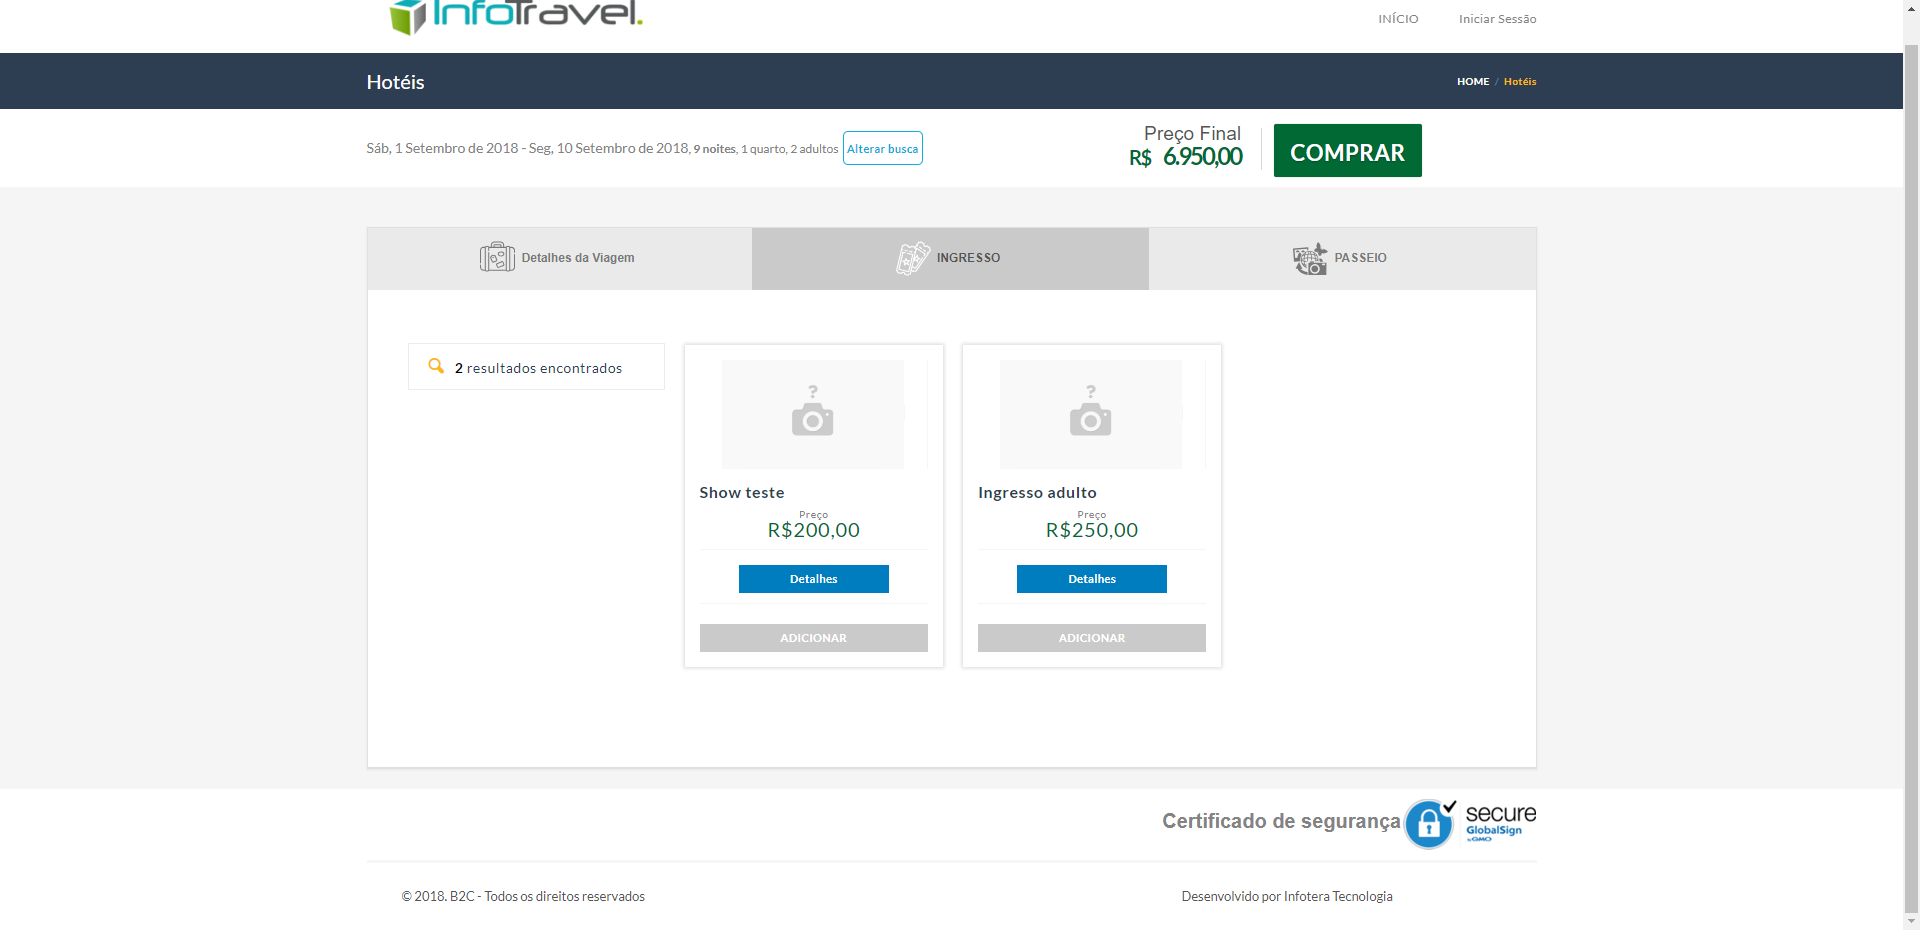 InfoTravel.
INÍCIO Iniciar Sessão
Hotéis
HOME / Hotéis
Sáb, 1 Setembro de 2018 - Seg, 10 Setembro de 2018, 9 noites, 1 quarto, 2 adultos Alterar busca
Preço Final
R$ 6.950,00
COMPRAR
Detalhes da Viagem INGRESSO PASSEIO
2 resultados encontrados
?
Show teste
Preço
R$200,00
Detalhes
ADICIONAR
?
Ingresso adulto
Preço
R$250,00
Detalhes
ADICIONAR
Certificado de segurança
secure
GlobalSign
by GMO
© 2018. B2C - Todos os direitos reservados
Desenvolvido por Infotera Tecnologia